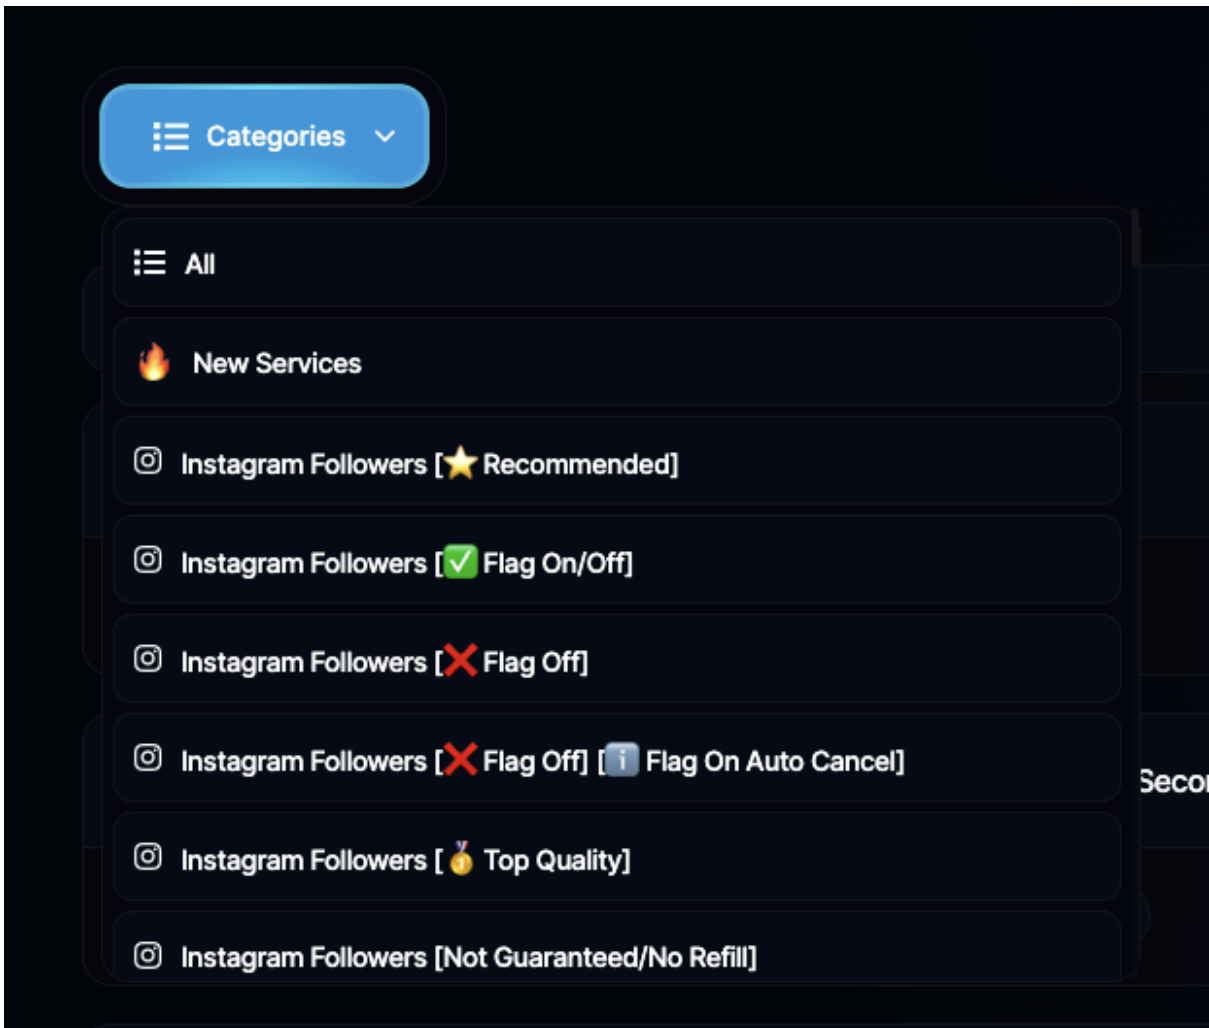 Categories
All
🔥 New Services
Instagram Followers [⭐ Recommended]
Instagram Followers [✅ Flag On/Off]
Instagram Followers [❌ Flag Off]
Instagram Followers [❌ Flag Off] [ℹ️ Flag On Auto Cancel]
Instagram Followers [🏅 Top Quality]
Instagram Followers [Not Guaranteed/No Refill]